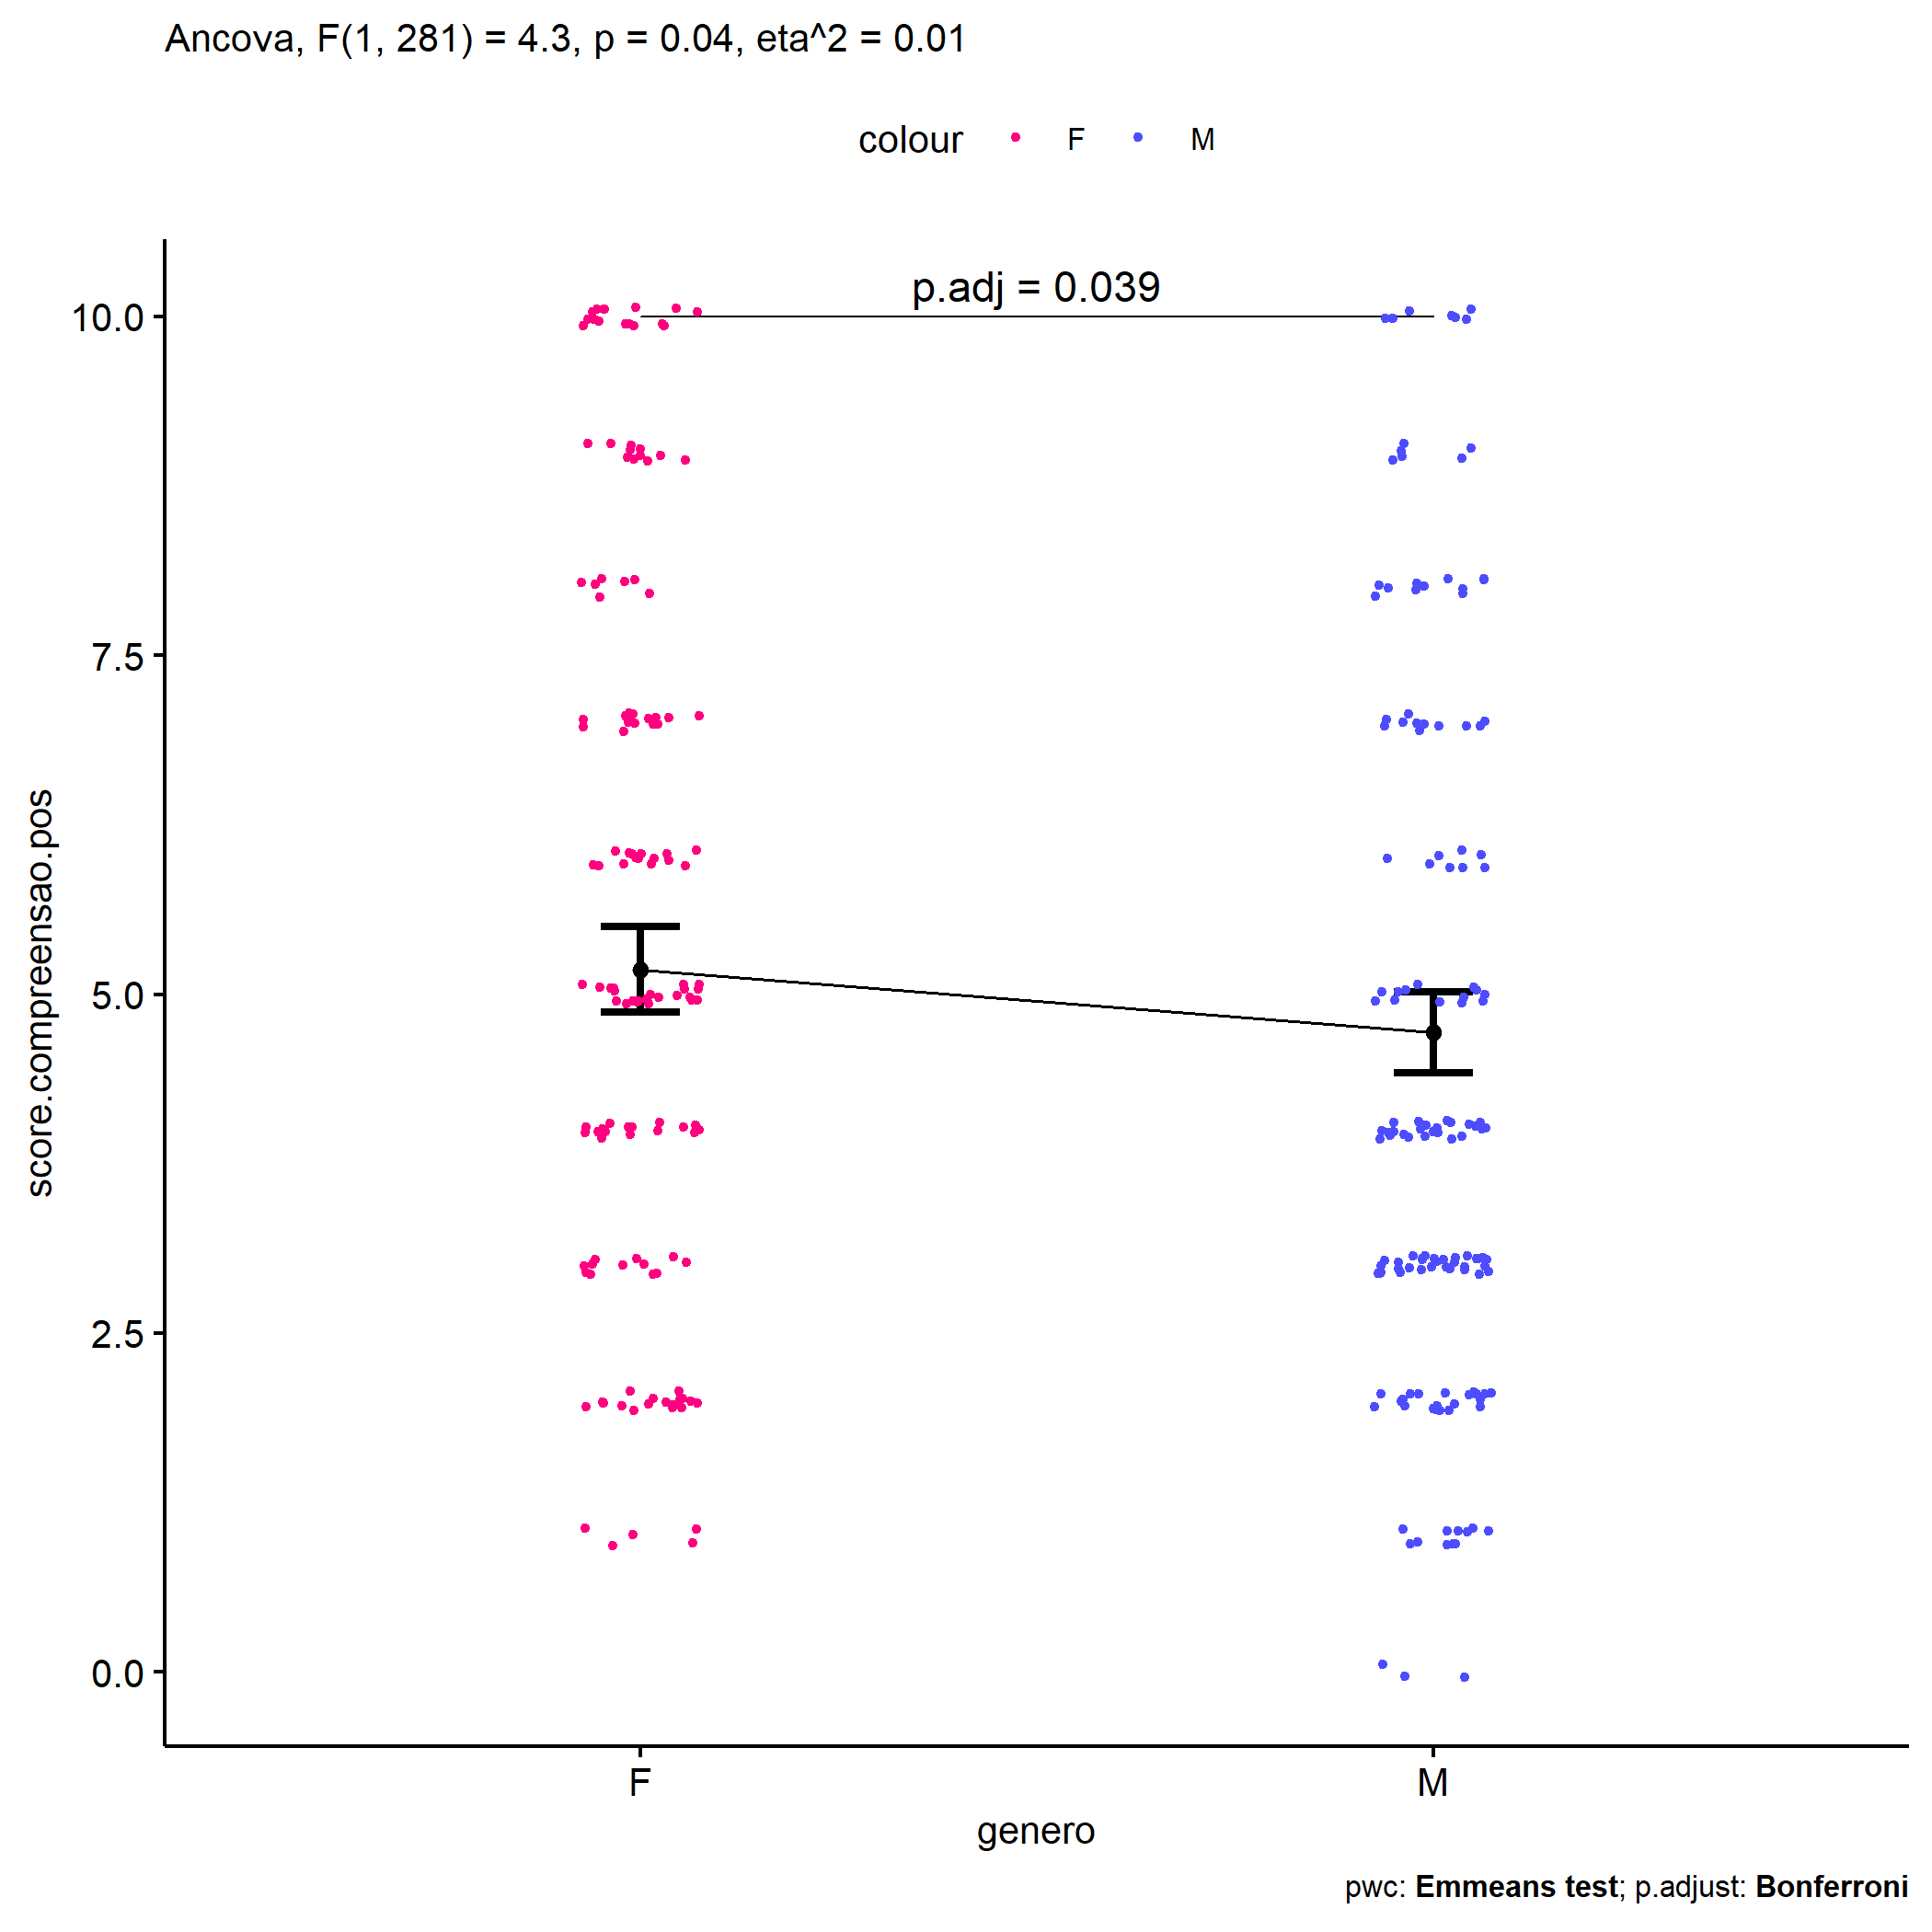 Ancova, F(1, 281) = 4.3, p = 0.04, eta^2 = 0.01
colour F M
p.adj = 0.039
10.0
7.5
5.0
2.5
0.0
score.compreensao.pos
F M
genero
pwc: Emmeans test; p.adjust: Bonferroni